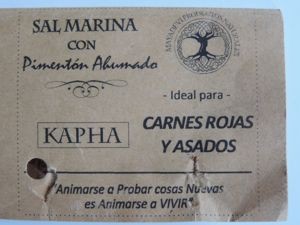 SAL MARINA
CON
Pimentón Ahumado
- Ideal para -
KAPHA
CARNES ROJAS
Y ASADOS
"Animarse a Probar cosas Nuevas
es Animarse a VIVIR"